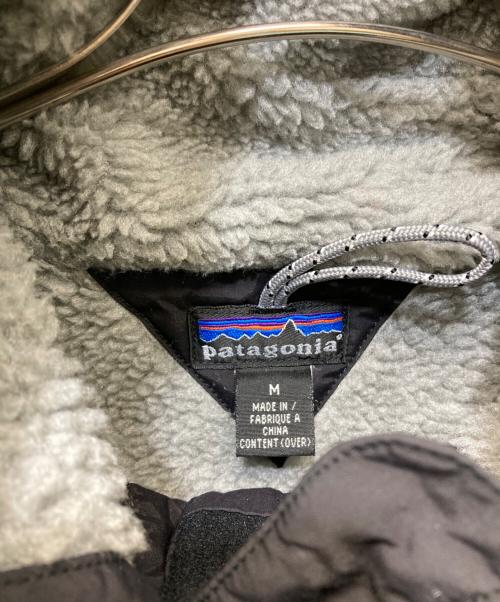 patagonia®
M
MADE IN /
FABRIQUE A
CHINA
CONTENT (OVER)